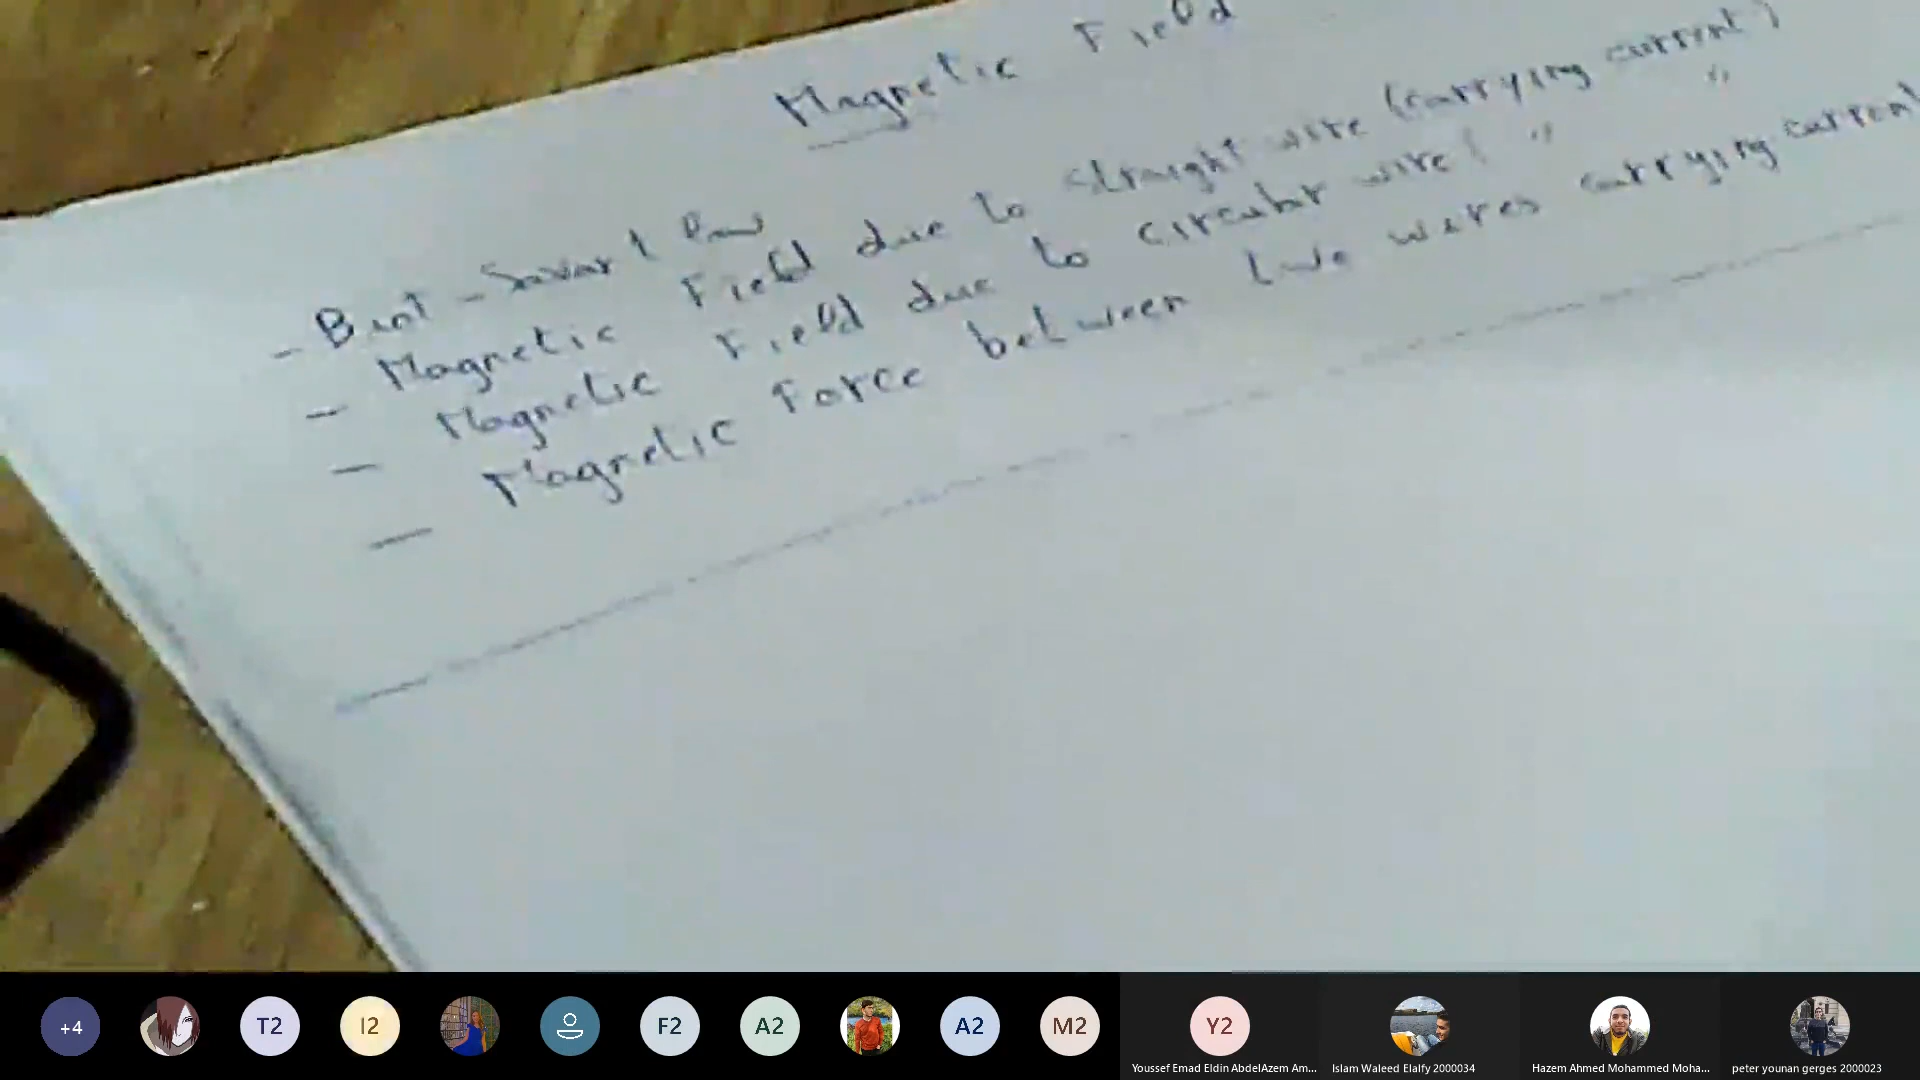 Magnetic Field
- Biot - Savart law
- Magnetic Field due to straight wire (carrying current)
- Magnetic Field due to circular wire ( " "
- Magnetic Force between two wires carrying current
+4
T2
I2
F2
A2
A2
M2
Y2
Youssef Emad Eldin AbdelAzem Am...
Islam Waleed Elalfy 2000034
Hazem Ahmed Mohammed Moha...
peter younan gerges 2000023